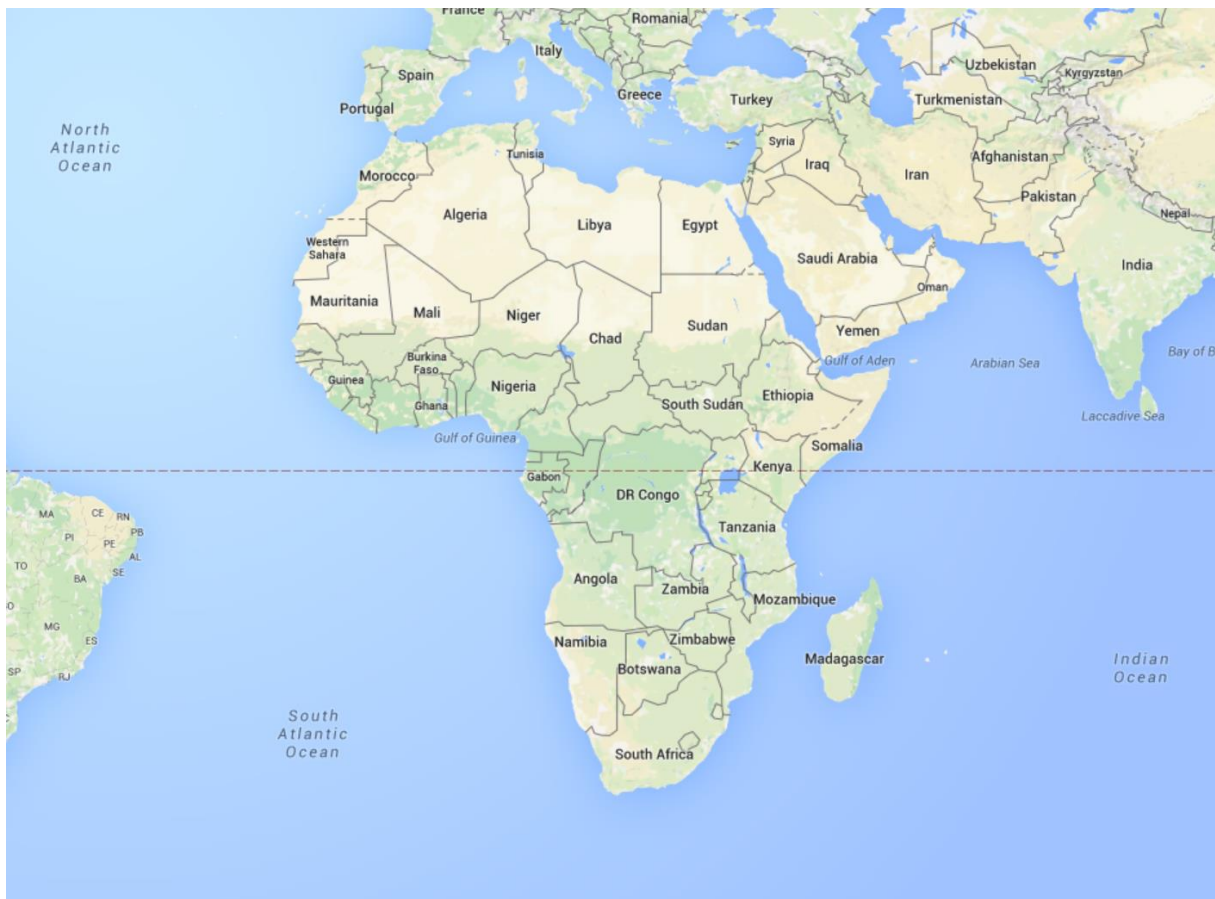 France
Romania
Italy
Uzbekistan
Kyrgyzstan
Spain
Greece
Turkey
Turkmenistan
Portugal
North
Atlantic
Ocean
Syria
Tunisia
Iraq
Afghanistan
Morocco
Iran
Pakistan
Algeria
Libya
Egypt
Nepal
Western
Sahara
Saudi Arabia
India
Oman
Mauritania
Mali
Niger
Sudan
Yemen
Chad
Burkina
Faso
Gulf of Aden
Arabian Sea
Bay of B
Guinea
Nigeria
Ethiopia
Ghana
South Sudan
Laccadive Sea
Gulf of Guinea
Somalia
Kenya
Gabon
DR Congo
MA
CE
RN
PI
PE
PB
Tanzania
AL
TO
BA
SE
Angola
Zambia
Mozambique
MG
ES
Namibia
Zimbabwe
Botswana
Madagascar
Indian
Ocean
SP
RJ
South
Atlantic
Ocean
South Africa